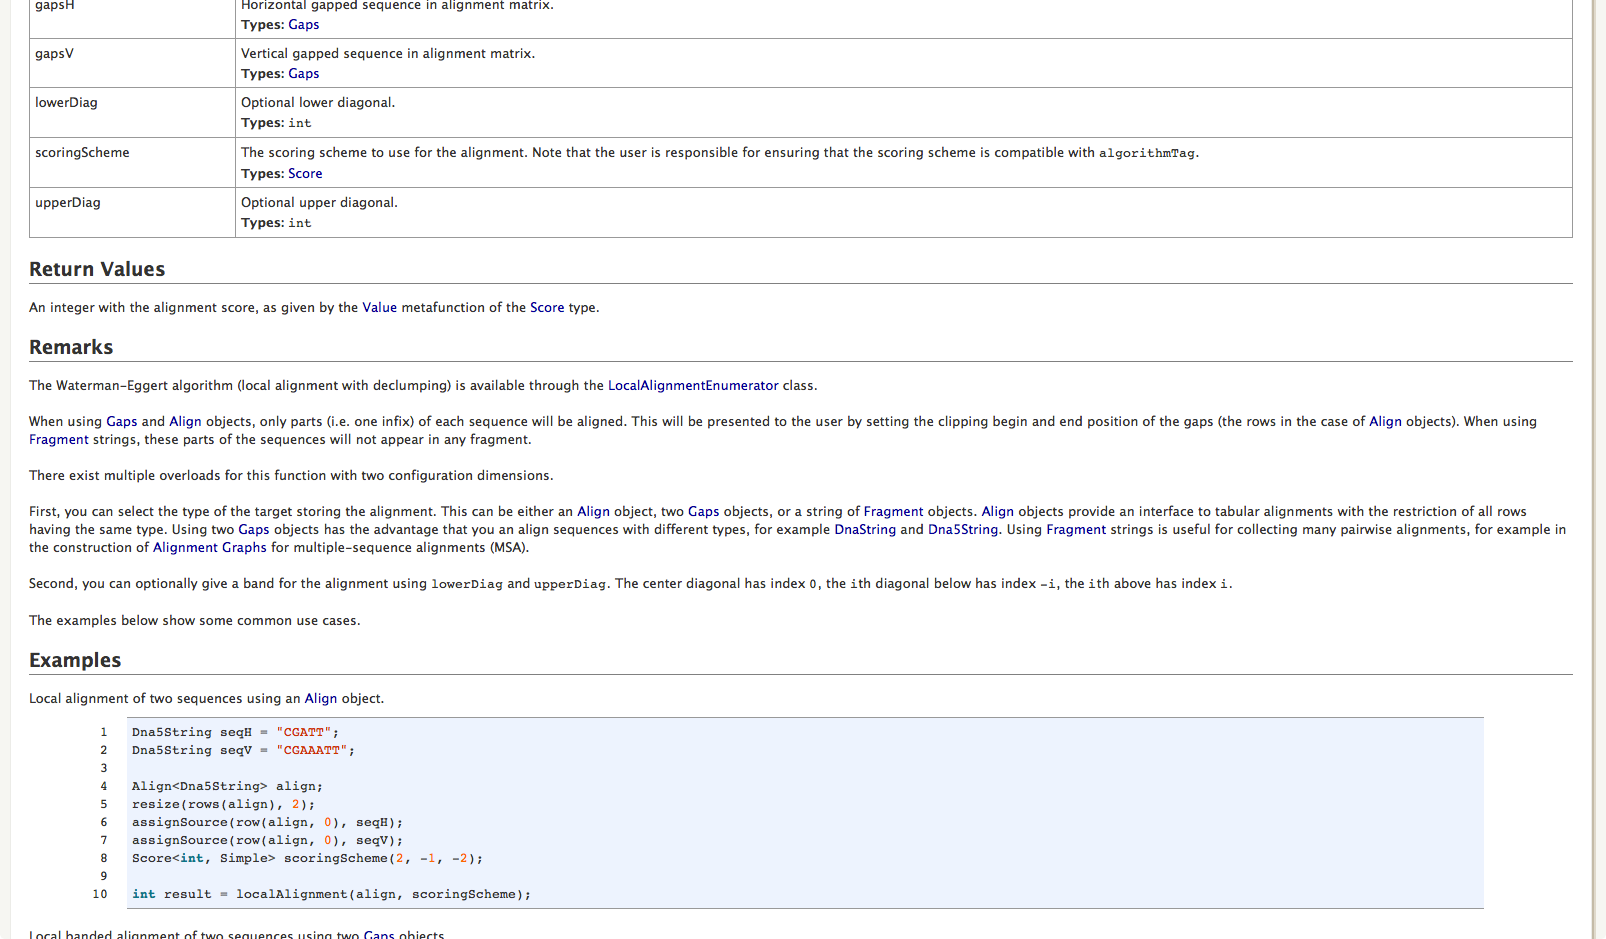 gapsH
Horizontal gapped sequence in alignment matrix.
Types: Gaps
gapsV
Vertical gapped sequence in alignment matrix.
Types: Gaps
lowerDiag
Optional lower diagonal.
Types: int
scoringScheme
The scoring scheme to use for the alignment. Note that the user is responsible for ensuring that the scoring scheme is compatible with algorithmTag.
Types: Score
upperDiag
Optional upper diagonal.
Types: int
Return Values
An integer with the alignment score, as given by the Value metafunction of the Score type.
Remarks
The Waterman-Eggert algorithm (local alignment with declumping) is available through the LocalAlignmentEnumerator class.
When using Gaps and Align objects, only parts (i.e. one infix) of each sequence will be aligned. This will be presented to the user by setting the clipping begin and end position of the gaps (the rows in the case of Align objects). When using
Fragment strings, these parts of the sequences will not appear in any fragment.
There exist multiple overloads for this function with two configuration dimensions.
First, you can select the type of the target storing the alignment. This can be either an Align object, two Gaps objects, or a string of Fragment objects. Align objects provide an interface to tabular alignments with the restriction of all rows
having the same type. Using two Gaps objects has the advantage that you an align sequences with different types, for example DnaString and Dna5String. Using Fragment strings is useful for collecting many pairwise alignments, for example in
the construction of Alignment Graphs for multiple-sequence alignments (MSA).
Second, you can optionally give a band for the alignment using lowerDiag and upperDiag. The center diagonal has index 0, the ith diagonal below has index -i, the ith above has index i.
The examples below show some common use cases.
Examples
Local alignment of two sequences using an Align object.
1 Dna5String seqH = "CGATT";
2 Dna5String seqV = "CGAAATT";
3
4 Align<Dna5String> align;
5 resize(rows(align), 2);
6 assignSource(row(align, 0), seqH);
7 assignSource(row(align, 0), seqV);
8 Score<int, Simple> scoringScheme(2, -1, -2);
9
10 int result = localAlignment(align, scoringScheme);
Local banded alignment of two sequences using two Gaps objects.